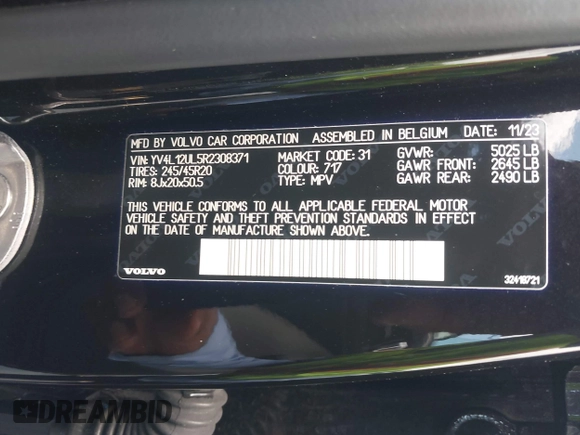 MFD BY VOLVO CAR CORPORATION ASSEMBLED IN BELGIUM DATE: 11/23
VIN: YV4L12UL5R2308371 MARKET CODE: 31 GVWR: 5025 LB
TIRES: 245/45R20 COLOUR: 717 GAWR FRONT: 2645 LB
RIM: 8Jx20x50.5 TYPE: MPV GAWR REAR: 2490 LB
THIS VEHICLE CONFORMS TO ALL APPLICABLE FEDERAL MOTOR
VEHICLE SAFETY AND THEFT PREVENTION STANDARDS IN EFFECT
ON THE DATE OF MANUFACTURE SHOWN ABOVE.
VOLVO
32418721
DREAMBID